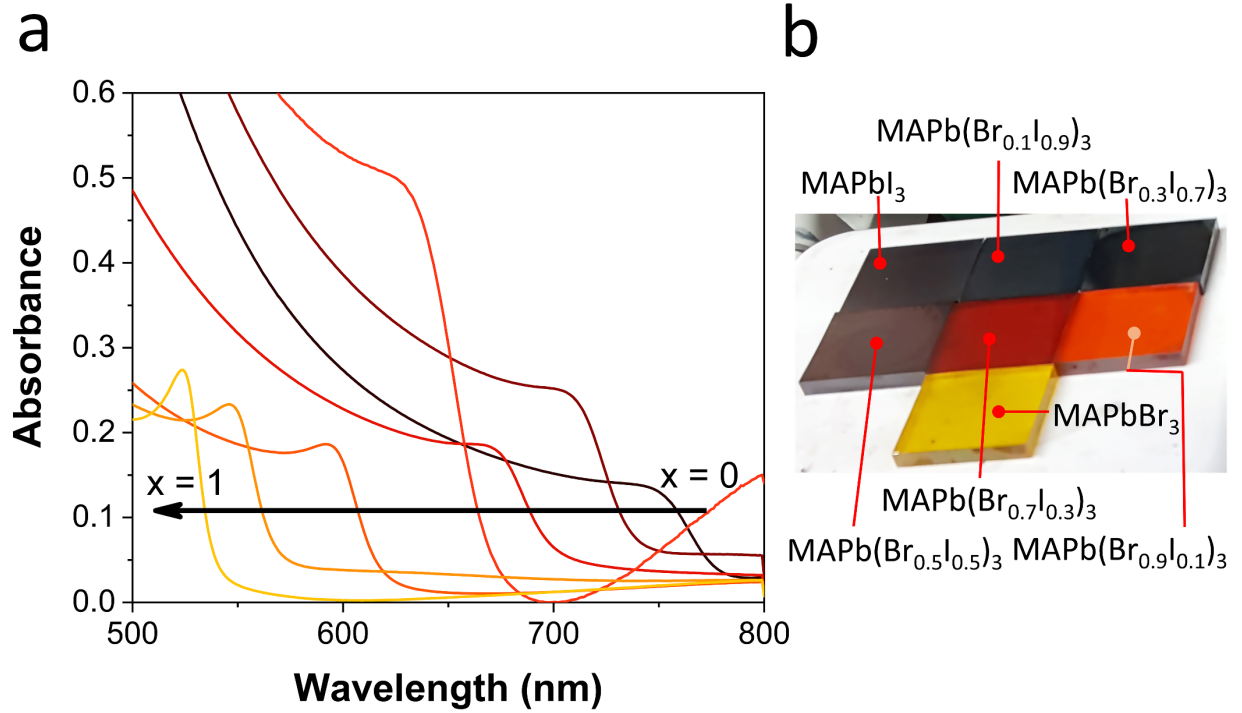 a
b
0.6
0.5
0.4
0.3
0.2
0.1
0.0
Absorbance
x = 1
x = 0
500
600
700
800
Wavelength (nm)
MAPb(Br₀.₁I₀.₉)₃
MAPbI₃
MAPb(Br₀.₃I₀.₇)₃
MAPbBr₃
MAPb(Br₀.₇I₀.₃)₃
MAPb(Br₀.₅I₀.₅)₃
MAPb(Br₀.₉I₀.₁)₃